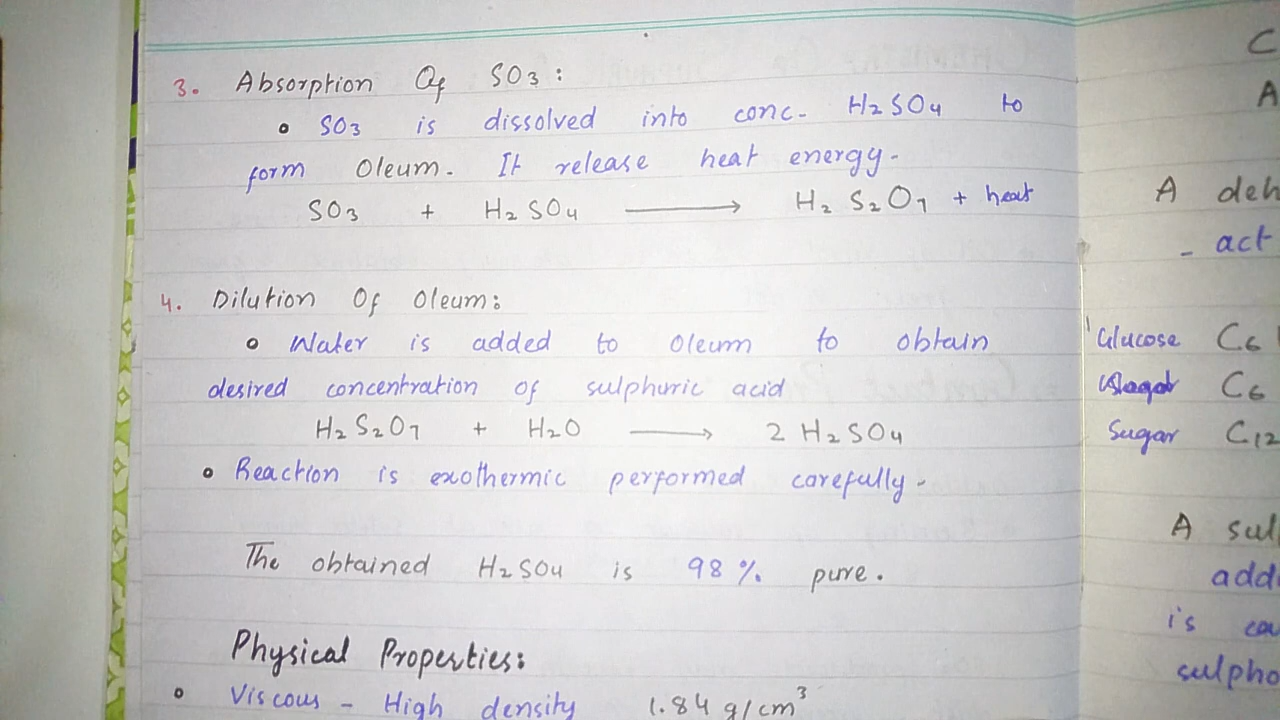 3. Absorption Of SO3:
• SO3 is dissolved into conc. H2SO4 to
form Oleum. It release heat energy.
SO3 + H2SO4 ⟶ H2S2O7 + heat
4. Dilution Of Oleum:
• Water is added to oleum to obtain
desired concentration of sulphuric acid
H2S2O7 + H2O ⟶ 2 H2SO4
• Reaction is exothermic performed carefully.
The obtained H2SO4 is 98% pure.
Physical Properties:
• Viscous - High density 1.84 g/cm³
C
A
A deh
- act
Glucose C6
C6
Sugar C12
A sul
add
is
sulpho